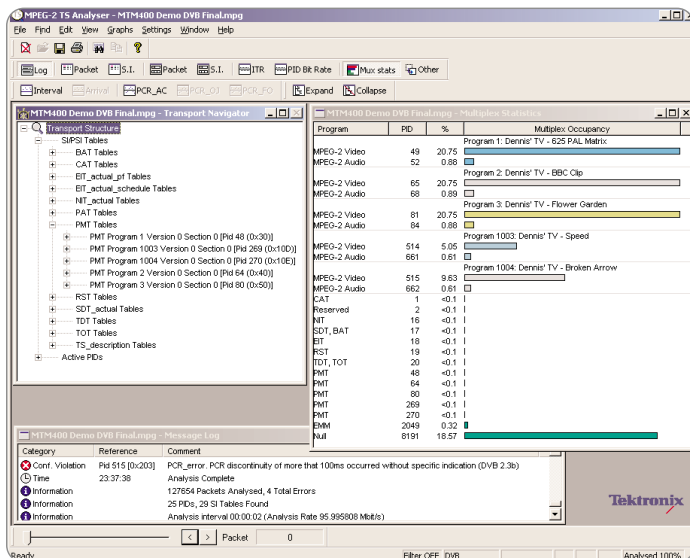 MPEG-2 TS Analyser - MTM400 Demo DVB Final.mpg
File Find Edit View Graphs Settings Window Help
Log Packet S.I. Packet S.I. ITR PID Bit Rate Mux stats Other
Interval Arrival PCR_AC PCR_OJ PCR_FO Expand Collapse
MTM400 Demo DVB Final.mpg - Transport Navigator
Transport Structure
SI/PSI Tables
BAT Tables
CAT Tables
EIT_actual_pf Tables
EIT_actual_schedule Tables
NIT_actual Tables
PAT Tables
PMT Tables
PMT Program 1 Version 0 Section 0 [Pid 48 (0x30)]
PMT Program 1003 Version 0 Section 0 [Pid 269 (0x10D)]
PMT Program 1004 Version 0 Section 0 [Pid 270 (0x10E)]
PMT Program 2 Version 0 Section 0 [Pid 64 (0x40)]
PMT Program 3 Version 0 Section 0 [Pid 80 (0x50)]
RST Tables
SDT_actual Tables
TDT Tables
TOT Tables
TS_description Tables
Active PIDs
MTM400 Demo DVB Final.mpg - Multiplex Statistics
Program PID % Multiplex Occupancy
Program 1: Dennis' TV - 625 PAL Matrix
MPEG-2 Video 49 20.75
MPEG-2 Audio 52 0.88
Program 2: Dennis' TV - BBC Clip
MPEG-2 Video 65 20.75
MPEG-2 Audio 68 0.89
Program 3: Dennis' TV - Flower Garden
MPEG-2 Video 81 20.75
MPEG-2 Audio 84 0.88
Program 1003: Dennis' TV - Speed
MPEG-2 Video 514 5.05
MPEG-2 Audio 661 0.61
Program 1004: Dennis' TV - Broken Arrow
MPEG-2 Video 515 9.63
MPEG-2 Audio 662 0.61
CAT 1 <0.1
Reserved 2 <0.1
NIT 16 <0.1
SDT, BAT 17 <0.1
EIT 18 <0.1
RST 19 <0.1
TDT, TOT 20 <0.1
PMT 48 <0.1
PMT 64 <0.1
PMT 80 <0.1
PMT 269 <0.1
PMT 270 <0.1
EMM 2049 0.32
Null 8191 18.57
MTM400 Demo DVB Final.mpg - Message Log
Category Reference Comment
Conf. Violation Pid 515 [0x203] PCR_error. PCR discontinuity of more that 100ms occurred without specific indication (DVB 2.3b)
Time 23:37:38 Analysis Complete
Information 127654 Packets Analysed, 4 Total Errors
Information 25 PIDs, 29 SI Tables Found
Information Analysis interval 00:00:02 (Analysis Rate 95.995808 Mbit/s)
Tektronix
< > Packet 0
Ready Filter OFF DVB Analysed 100%